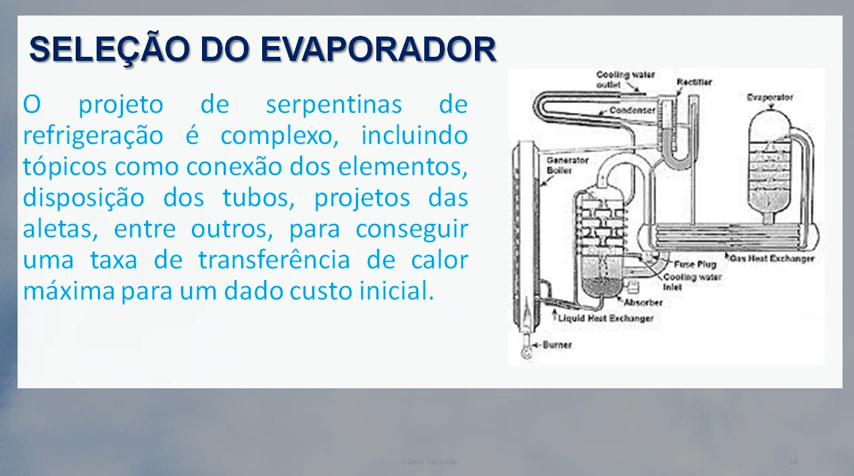 SELEÇÃO DO EVAPORADOR
O projeto de serpentinas de
refrigeração é complexo, incluindo
tópicos como conexão dos elementos,
disposição dos tubos, projetos das
aletas, entre outros, para conseguir
uma taxa de transferência de calor
máxima para um dado custo inicial.
Cooling water
outlet
Rectifier
Condenser
Evaporator
Generator
Boiler
Gas Heat Exchanger
Fuse Plug
Cooling water
Inlet
Absorber
Liquid Heat Exchanger
Burner
14